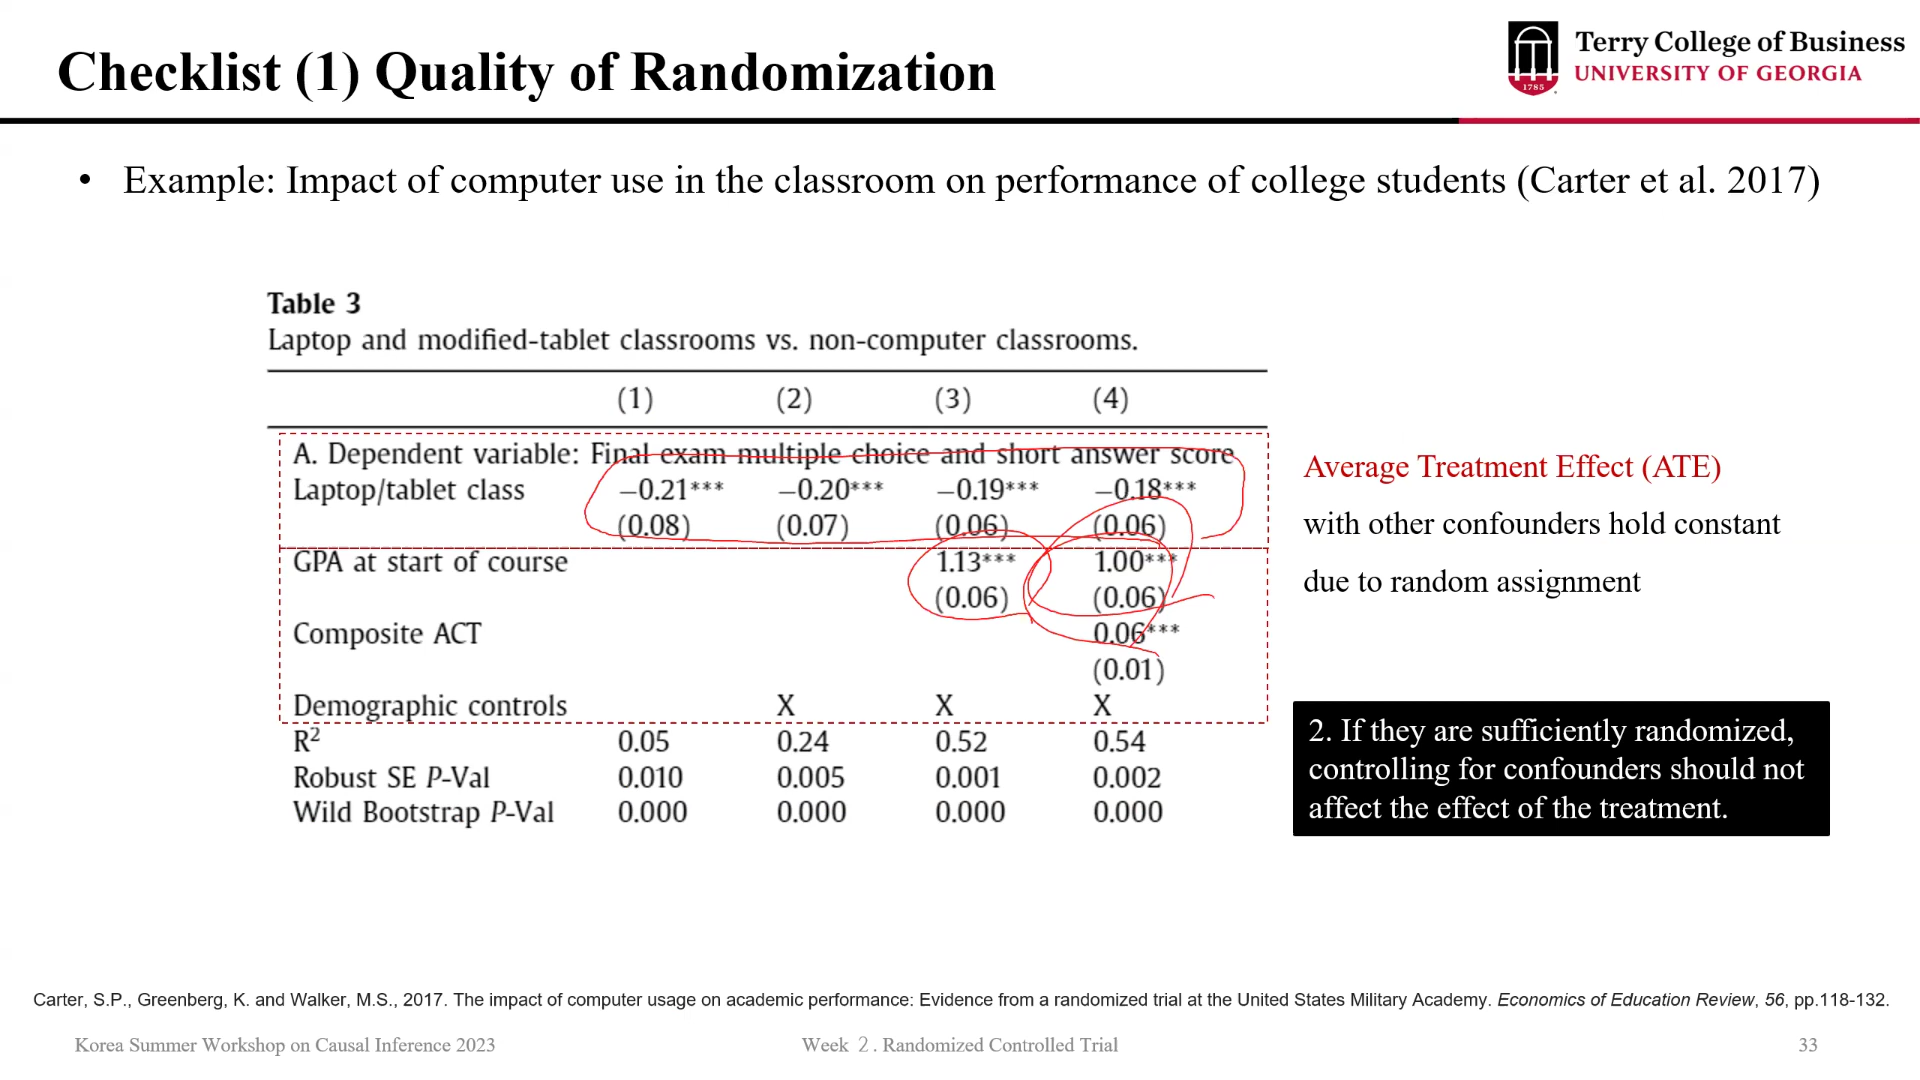 Checklist (1) Quality of Randomization
Terry College of Business
UNIVERSITY OF GEORGIA
1785
• Example: Impact of computer use in the classroom on performance of college students (Carter et al. 2017)
Table 3
Laptop and modified-tablet classrooms vs. non-computer classrooms.
(1) (2) (3) (4)
A. Dependent variable: Final exam multiple choice and short answer score
Laptop/tablet class −0.21*** −0.20*** −0.19*** −0.18***
(0.08) (0.07) (0.06) (0.06)
GPA at start of course 1.13*** 1.00***
(0.06) (0.06)
Composite ACT 0.06***
(0.01)
Demographic controls X X X
R² 0.05 0.24 0.52 0.54
Robust SE P-Val 0.010 0.005 0.001 0.002
Wild Bootstrap P-Val 0.000 0.000 0.000 0.000
Average Treatment Effect (ATE)
with other confounders hold constant
due to random assignment
2. If they are sufficiently randomized,
controlling for confounders should not
affect the effect of the treatment.
Carter, S.P., Greenberg, K. and Walker, M.S., 2017. The impact of computer usage on academic performance: Evidence from a randomized trial at the United States Military Academy. Economics of Education Review, 56, pp.118-132.
Korea Summer Workshop on Causal Inference 2023
Week 2. Randomized Controlled Trial
33